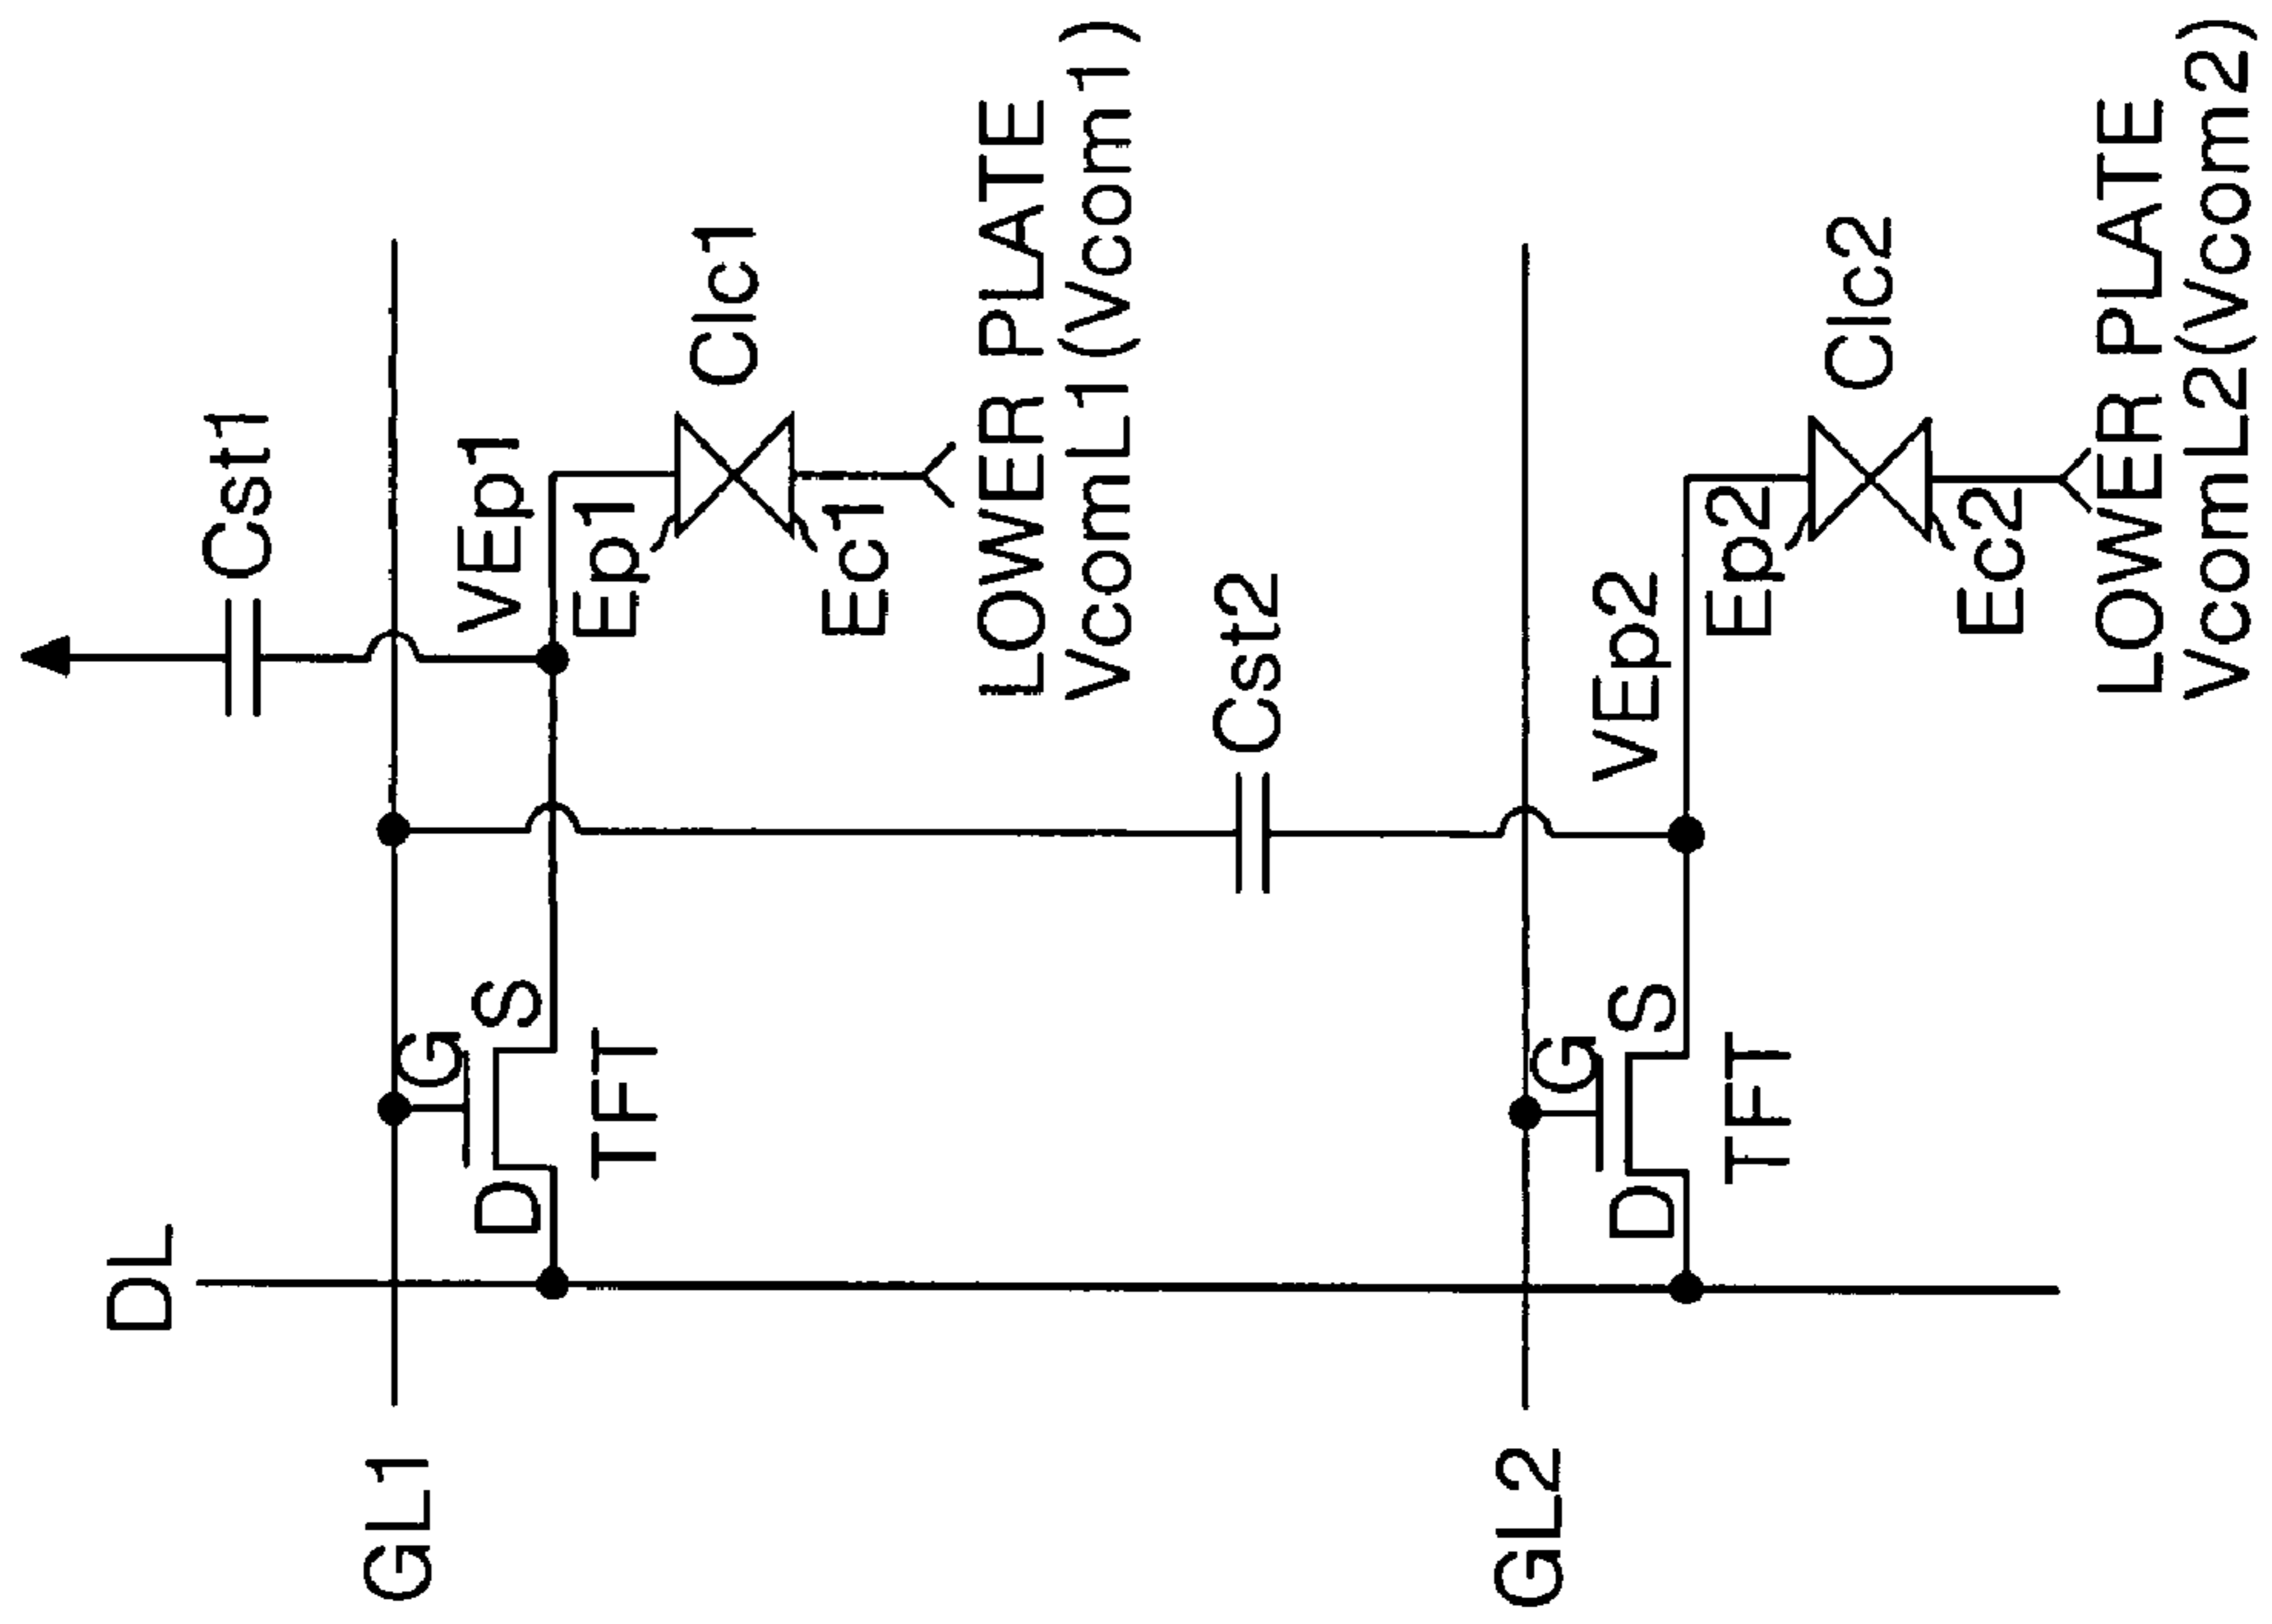 DL
Cst1
GL1
G
D
S
TFT
VEp1
Ep1
Clc1
Ec1
LOWER PLATE
VcomL1(Vcom1)
Cst2
GL2
G
D
S
TFT
VEp2
Ep2
Clc2
Ec2
LOWER PLATE
VcomL2(Vcom2)